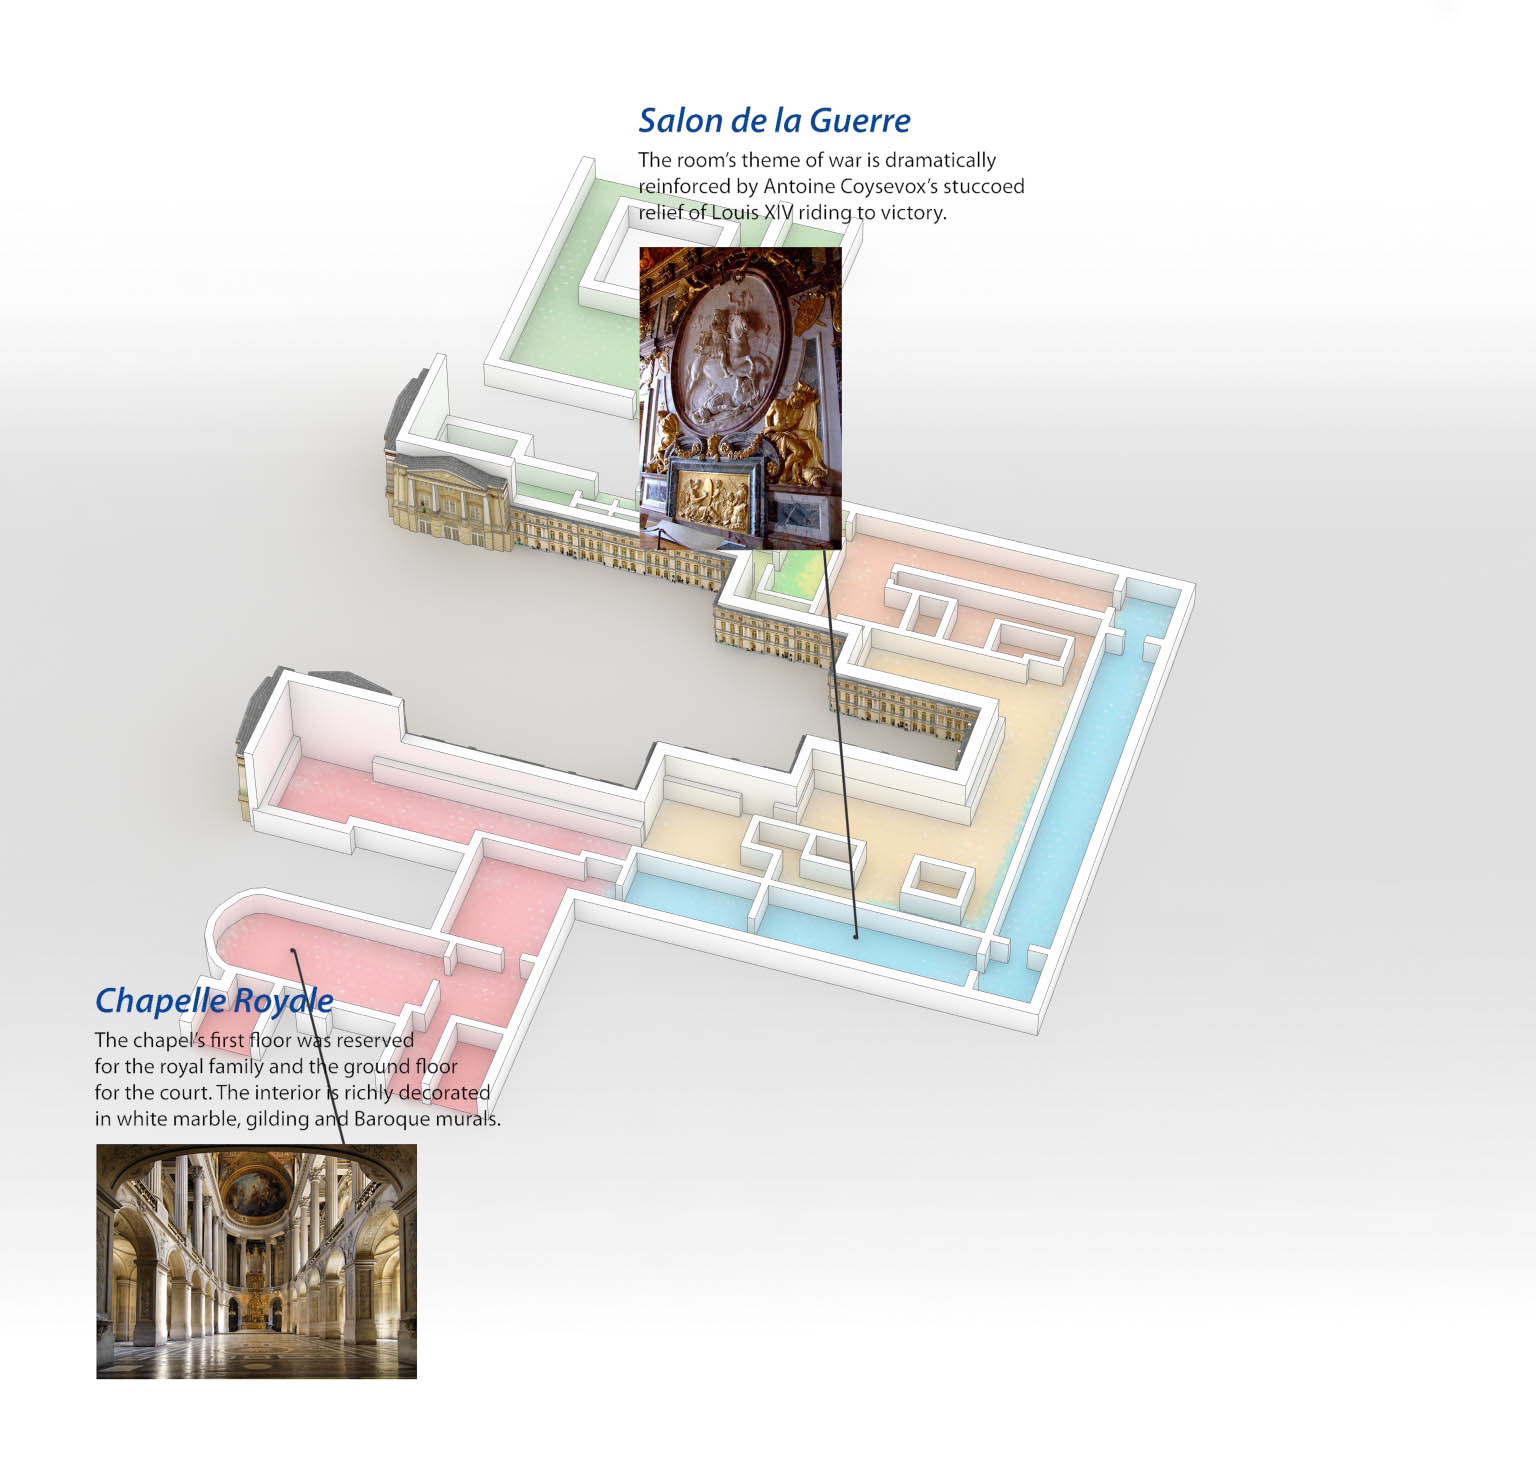 Salon de la Guerre
The room's theme of war is dramatically
reinforced by Antoine Coysevox's stuccoed
relief of Louis XIV riding to victory.
Chapelle Royale
The chapel's first floor was reserved
for the royal family and the ground floor
for the court. The interior is richly decorated
in white marble, gilding and Baroque murals.